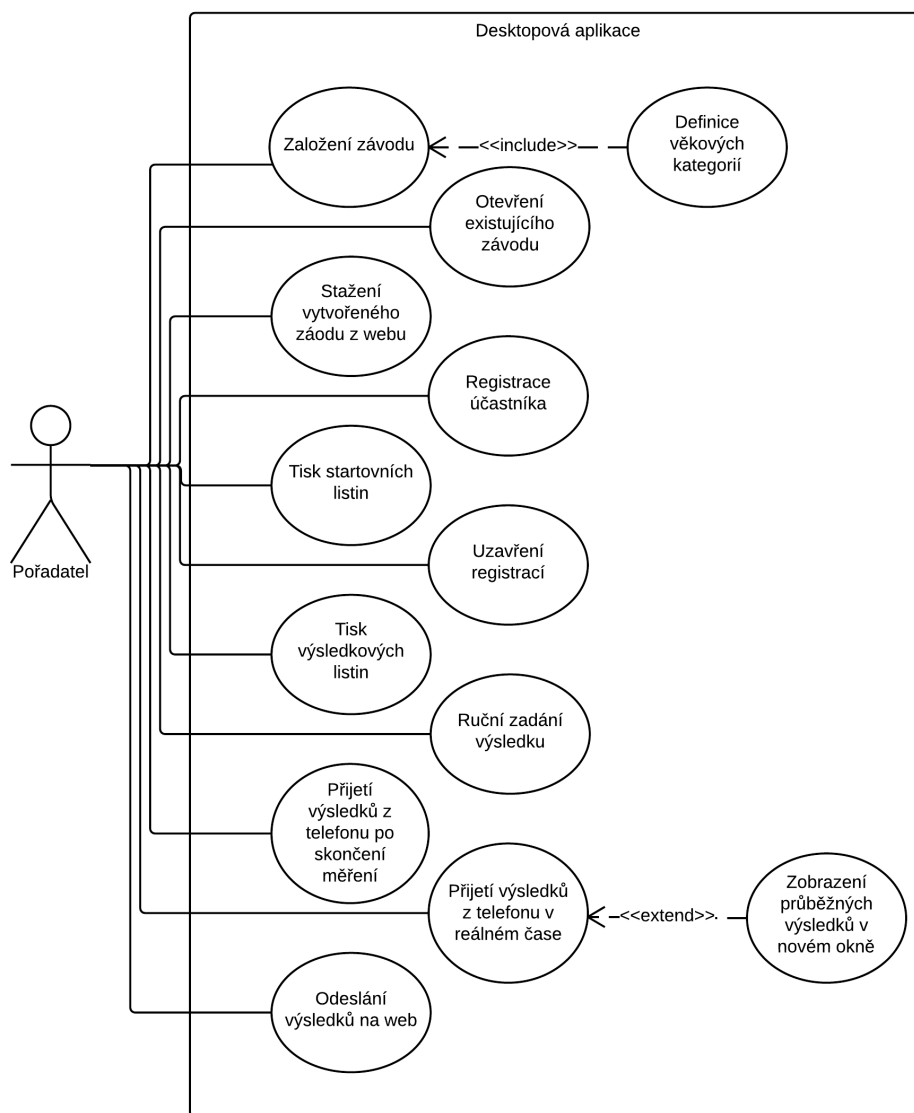 Desktopová aplikace
Založení závodu
<<include>>
Definice
věkových
kategorií
Otevření
existujícího
závodu
Stažení
vytvořeného
záodu z webu
Registrace
účastníka
Tisk startovních
listin
Pořadatel
Uzavření
registrací
Tisk
výsledkových
listin
Ruční zadání
výsledku
Přijetí
výsledků z
telefonu po
skončení
měření
Přijetí výsledků
z telefonu v
reálném čase
<<extend>>
Zobrazení
průběžných
výsledků v
novém okně
Odeslání
výsledků na web